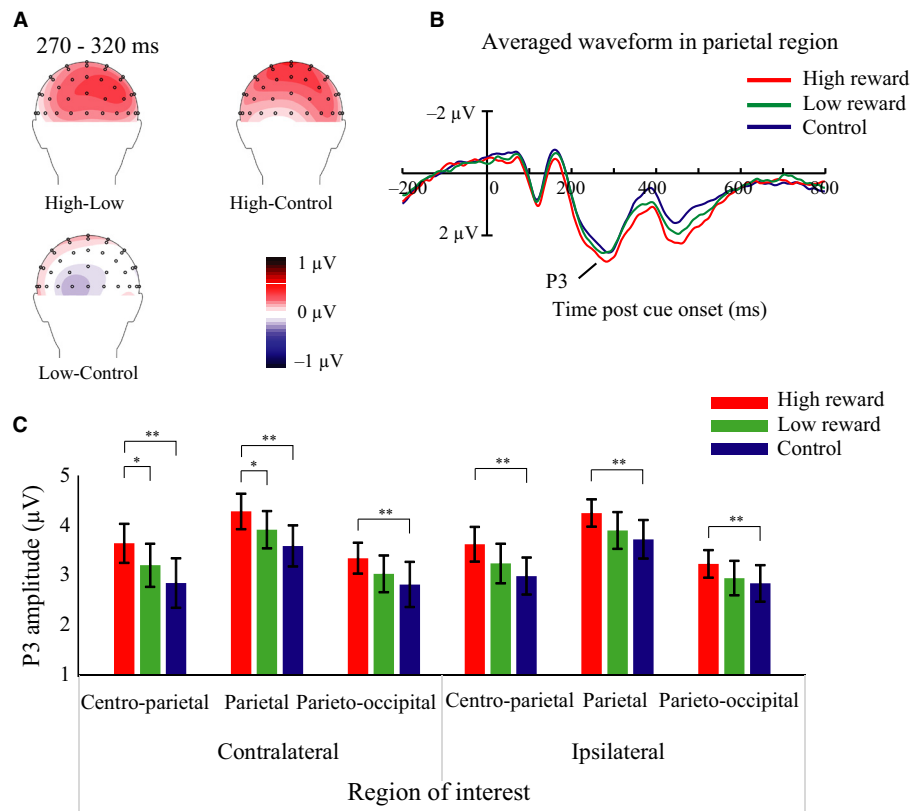 A
270 - 320 ms
High-Low
High-Control
Low-Control
1 µV
0 µV
–1 µV
B
Averaged waveform in parietal region
High reward
Low reward
Control
–2 µV
–200
0
200
400
600
800
2 µV
P3
Time post cue onset (ms)
C
High reward
Low reward
Control
** ** ** ** ** **
* *
P3 amplitude (µV)
5
4
3
2
1
Centro-parietal Parietal Parieto-occipital Centro-parietal Parietal Parieto-occipital
Contralateral Ipsilateral
Region of interest